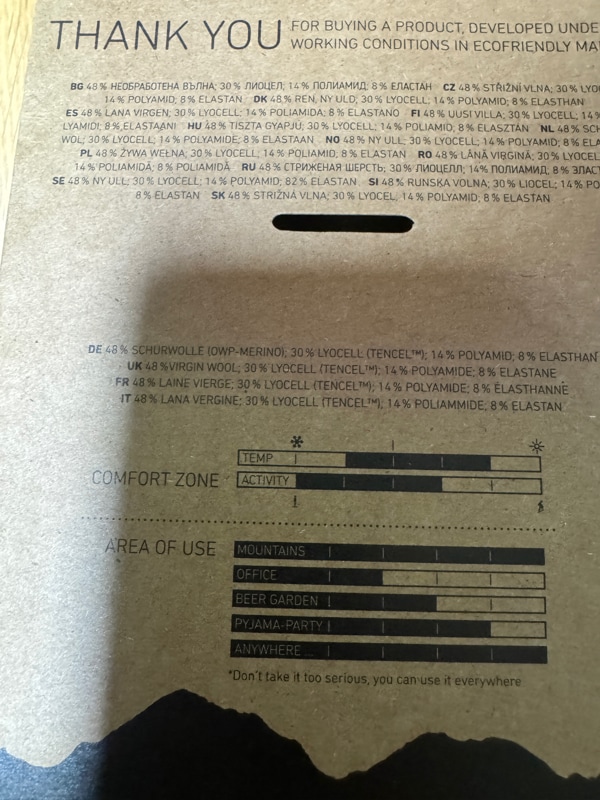 THANK YOU FOR BUYING A PRODUCT, DEVELOPED UNDE
WORKING CONDITIONS IN ECOFRIENDLY MA
BG 48 % НЕОБРАБОТЕНА ВЪЛНА; 30 % ЛИОЦЕЛ; 14 % ПОЛИАМИД; 8 % ЕЛАСТАН CZ 48 % STŘIŽNÍ VLNA; 30 % LYO
14 % POLYAMID; 8 % ELASTAN DK 48 % REN, NY ULD; 30 % LYOCELL; 14 % POLYAMID; 8 % ELASTHAN
ES 48 % LANA VIRGEN; 30 % LYOCELL; 14 % POLIAMIDA; 8 % ELASTANO FI 48 % UUSI VILLA; 30 % LYOCELL; 14 %
LYAMIDI; 8 % ELASTAANI HU 48 % TISZTA GYAPJÚ; 30 % LYOCELL; 14 % POLIAMID; 8 % ELASZTÁN NL 48 % SCH
WOL; 30 % LYOCELL; 14 % POLYAMIDE; 8 % ELASTAAN NO 48 % NY ULL; 30 % LYOCELL; 14 % POLYAMID; 8 % ELA
PL 48 % ŻYWA WEŁNA; 30 % LYOCELL; 14 % POLIAMID; 8 % ELASTAN RO 48 % LÂNĂ VIRGINĂ; 30 % LYOCEL
14 % POLIAMIDĂ; 8 % POLIAMIDĂ RU 48 % СТРИЖЕНАЯ ШЕРСТЬ; 30 % ЛИОЦЕЛЛ; 14 % ПОЛИАМИД; 8 % ЭЛАСТ
SE 48 % NY ULL; 30 % LYOCELL; 14 % POLYAMID; 82 % ELASTAN SI 48 % RUNSKA VOLNA; 30 % LIOCEL; 14 % PO
8 % ELASTAN SK 48 % STRIŽNÁ VLNA; 30 % LYOCEL, 14 % POLYAMID; 8 % ELASTAN
DE 48 % SCHURWOLLE (OWP-MERINO); 30 % LYOCELL (TENCEL™); 14 % POLYAMID; 8 % ELASTHAN
UK 48 %VIRGIN WOOL; 30 % LYOCELL (TENCEL™); 14 % POLYAMIDE; 8 % ELASTANE
FR 48 % LAINE VIERGE; 30 % LYOCELL (TENCEL™); 14 % POLYAMIDE; 8 % ÉLASTHANNE
IT 48 % LANA VERGINE; 30 % LYOCELL (TENCEL™); 14 % POLIAMMIDE; 8 % ELASTAN
TEMP
COMFORT ZONE ACTIVITY
AREA OF USE MOUNTAINS
OFFICE
BEER GARDEN
PYJAMA-PARTY
ANYWHERE ...
*Don't take it too serious, you can use it everywhere